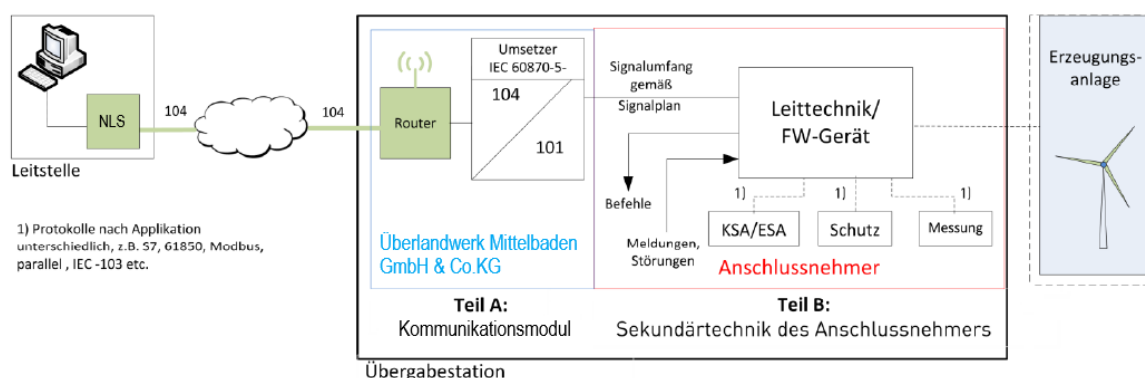 NLS
Leitstelle
104
104
1) Protokolle nach Applikation
unterschiedlich, z.B. S7, 61850, Modbus,
parallel , IEC -103 etc.
Router
Umsetzer
IEC 60870-5-
104
101
Überlandwerk Mittelbaden
GmbH & Co.KG
Teil A:
Kommunikationsmodul
Signalumfang
gemäß
Signalplan
Leittechnik/
FW-Gerät
Befehle
Meldungen,
Störungen
1)
1)
1)
KSA/ESA
Schutz
Messung
Anschlussnehmer
Teil B:
Sekundärtechnik des Anschlussnehmers
Übergabestation
Erzeugungs-
anlage